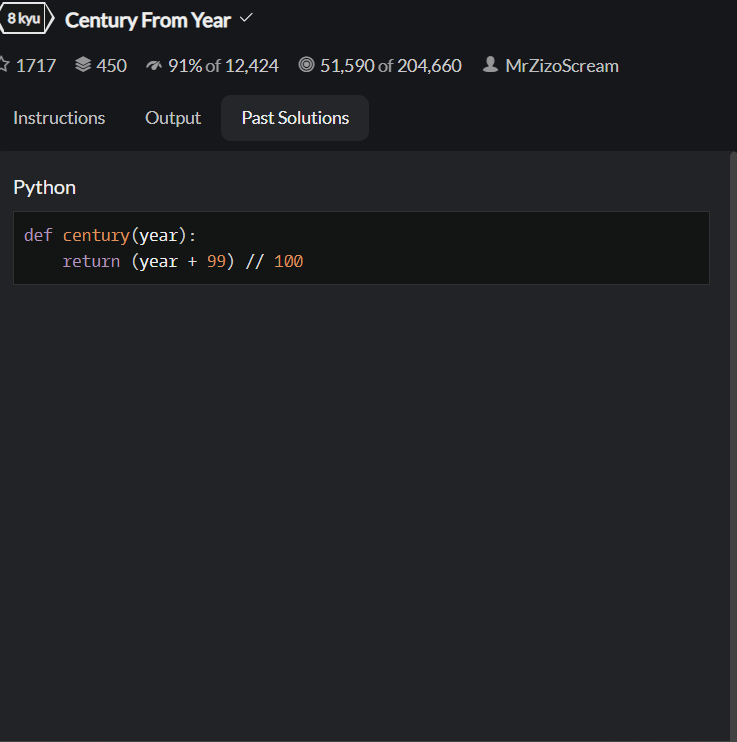 8 kyu Century From Year
1717 450 91% of 12,424 51,590 of 204,660 MrZizoScream
Instructions Output Past Solutions
Python
def century(year):
    return (year + 99) // 100